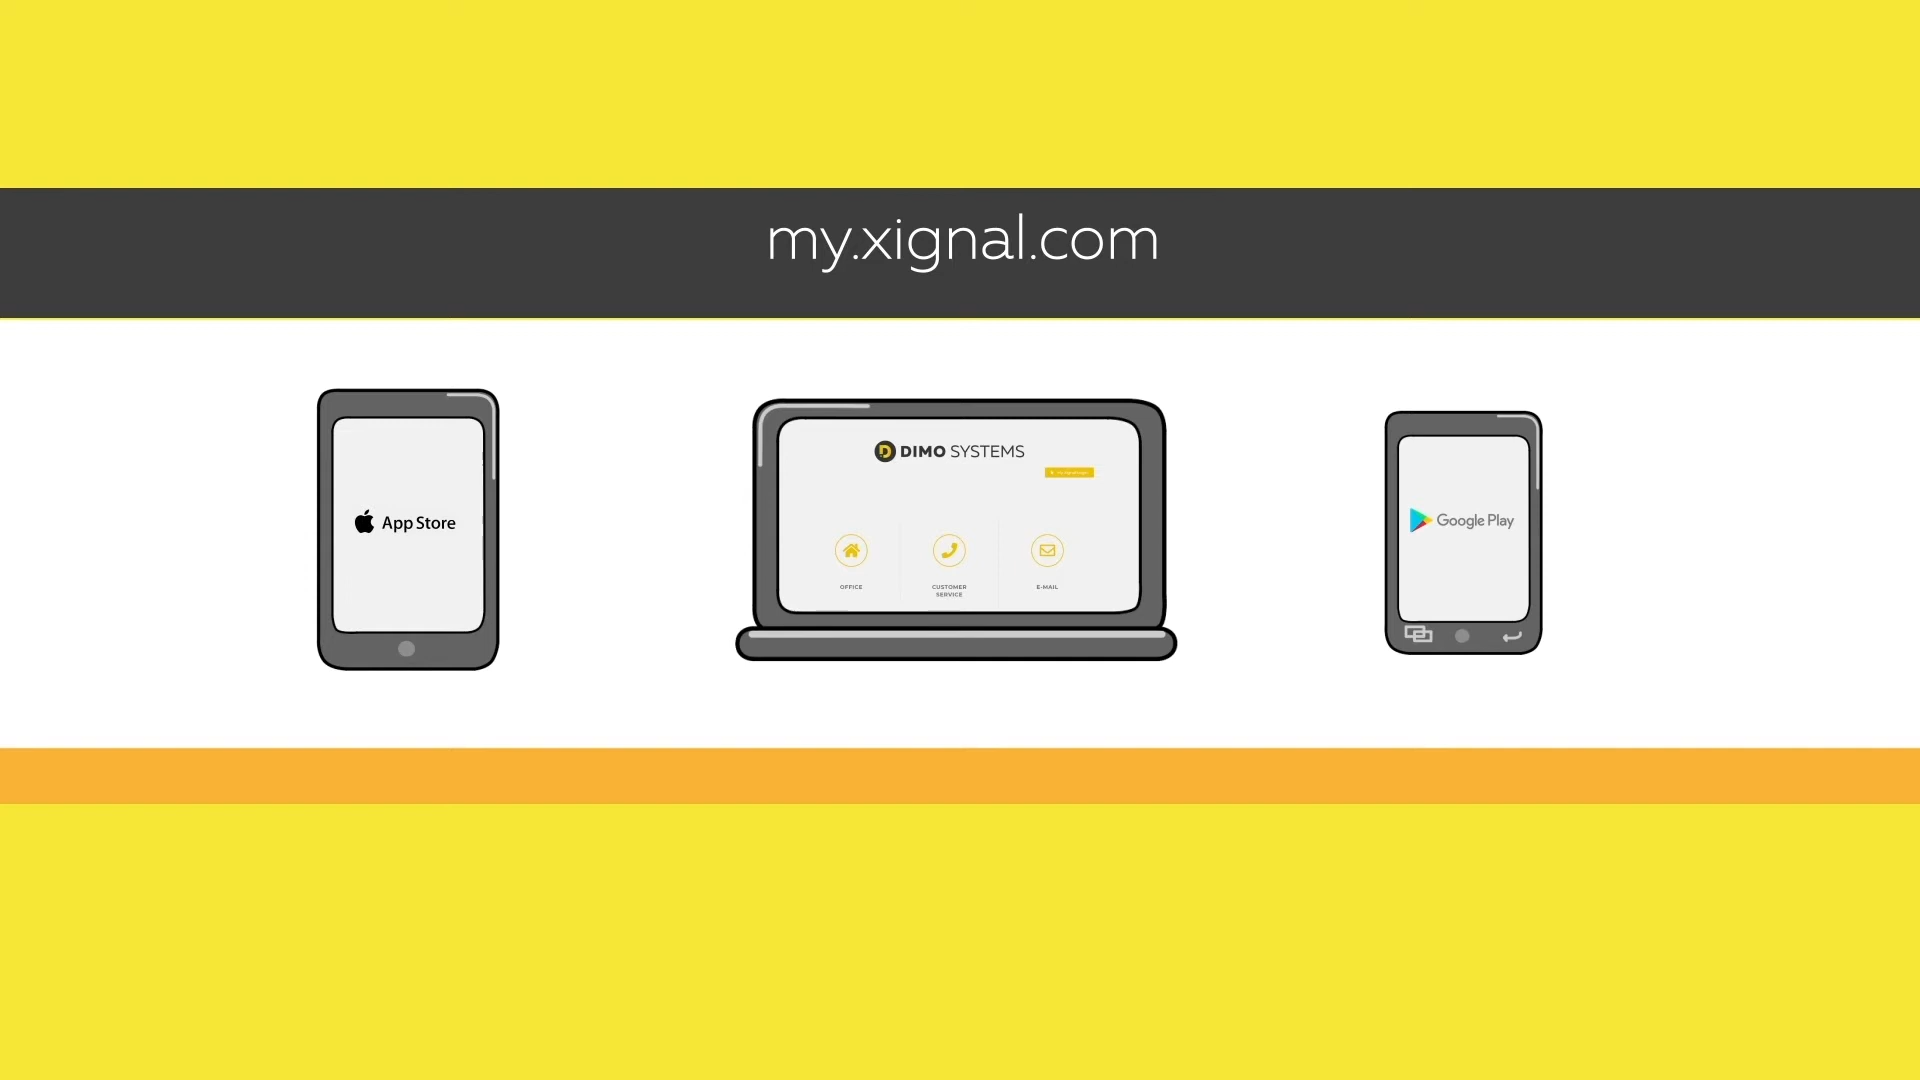 my.xignal.com
DIMO SYSTEMS
App Store
Google Play
OFFICE
CUSTOMER
SERVICE
E-MAIL